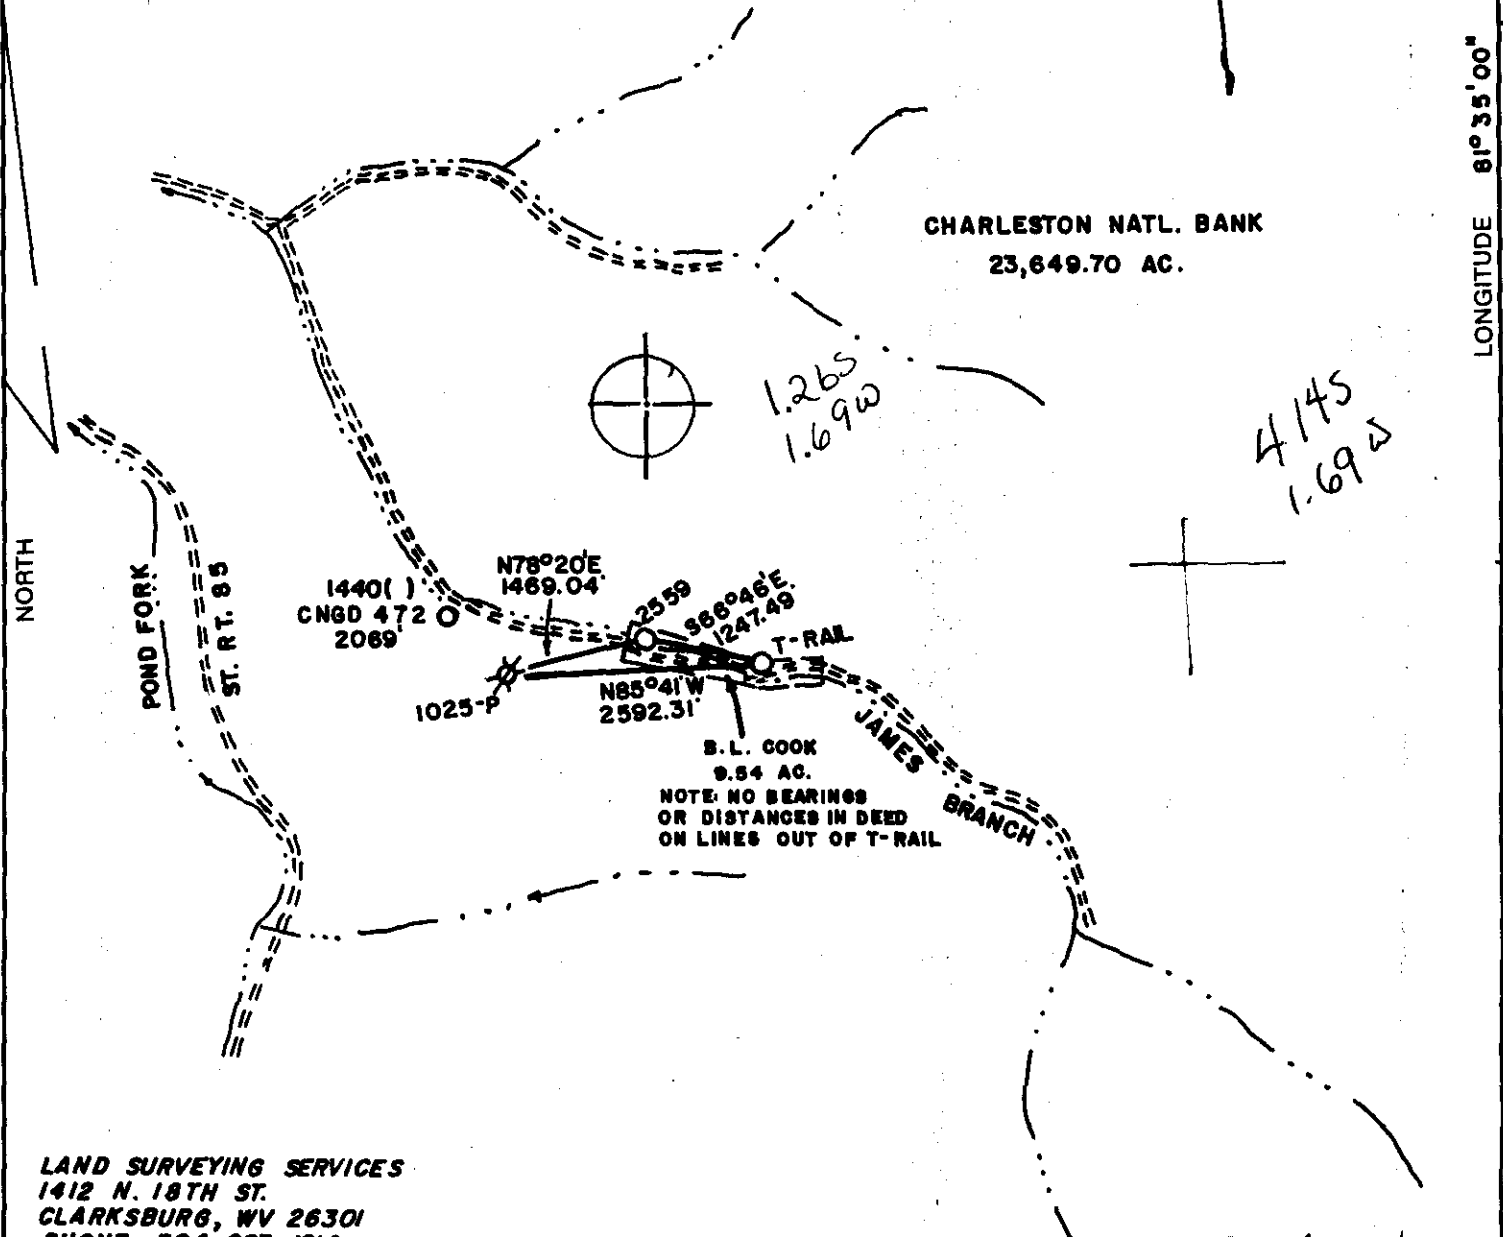 LONGITUDE 81° 35' 00"
CHARLESTON NATL. BANK
23,649.70 AC.
1.26S
1.69W
4.14S
1.69W
NORTH
POND FORK
ST. RT. 85
1440( )
CNGD 472
2069'
N78°20'E
1469.04'
2559
S66°46'E
1247.49
T-RAIL
1025-P
N85°41'W
2592.31'
JAMES
BRANCH
B.L. COOK
9.54 AC.
NOTE: NO BEARINGS
OR DISTANCES IN DEED
ON LINES OUT OF T-RAIL
LAND SURVEYING SERVICES
1412 N. 18TH ST.
CLARKSBURG, WV 26301